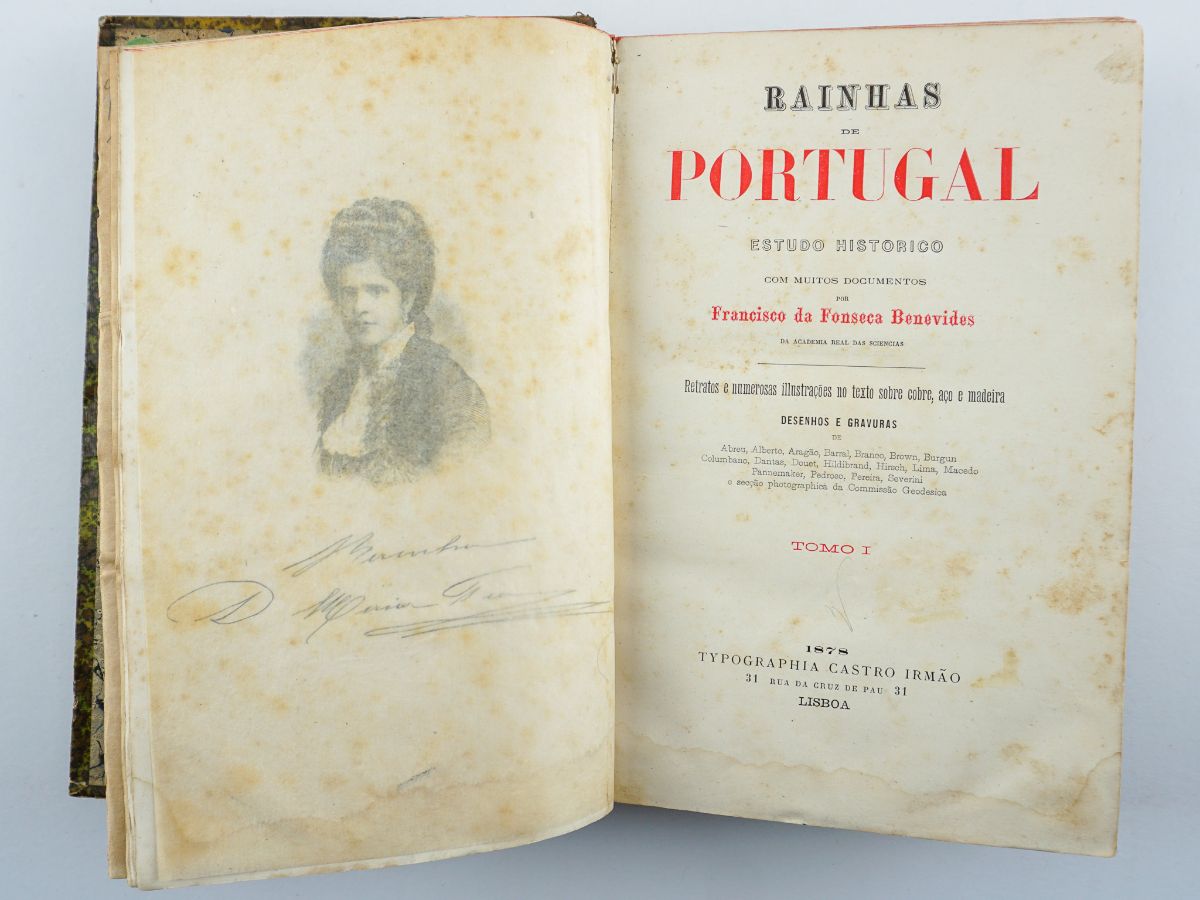 D. Maria
RAINHAS
DE
PORTUGAL
ESTUDO HISTORICO
COM MUITOS DOCUMENTOS
POR
Francisco da Fonseca Benevides
DA ACADEMIA REAL DAS SCIENCIAS
Retratos e numerosas illustrações no texto sobre cobre, aço e madeira
DESENHOS E GRAVURAS
DE
Abreu, Alberto, Aragão, Barral, Branco, Brown, Burgun
Columbano, Dantas, Douet, Hildibrand, Hirsch, Lima, Macedo
Pannemaker, Pedroso, Pereira, Severini
e secção photographica da Commissão Geodesica
TOMO I
1878
TYPOGRAPHIA CASTRO IRMÃO
31 RUA DA CRUZ DE PAU 31
LISBOA